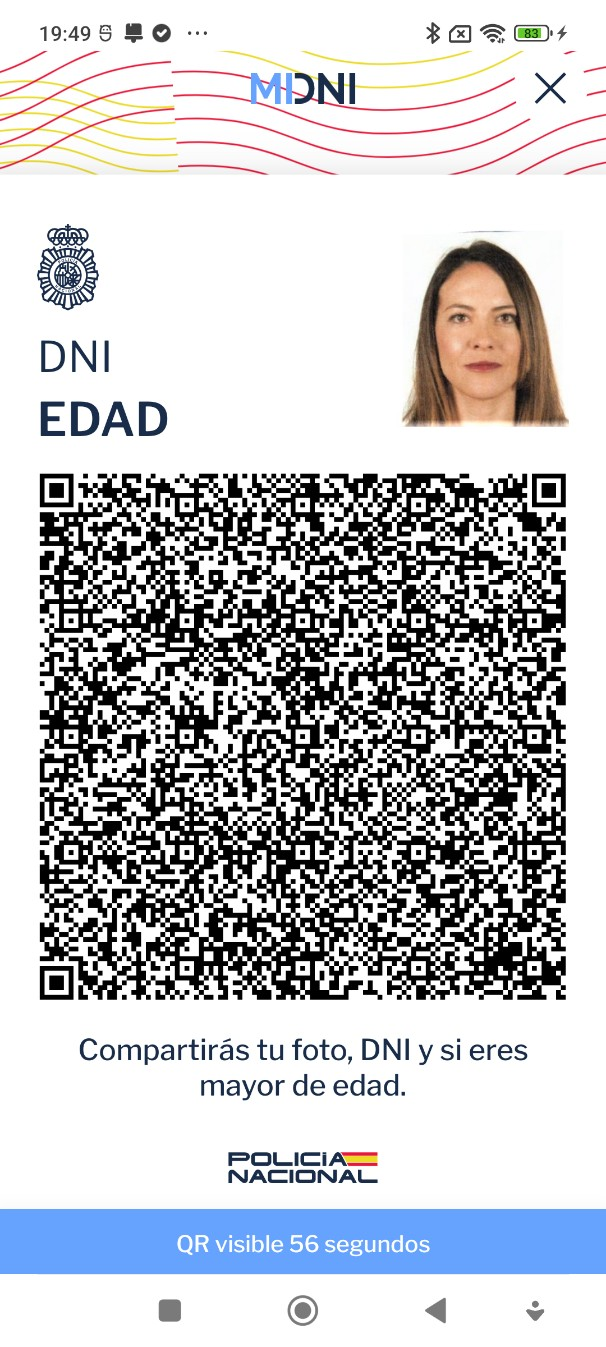 19:49
83
MIDNI
DNI
EDAD
Compartirás tu foto, DNI y si eres
mayor de edad.
POLICÍA
NACIONAL
QR visible 56 segundos